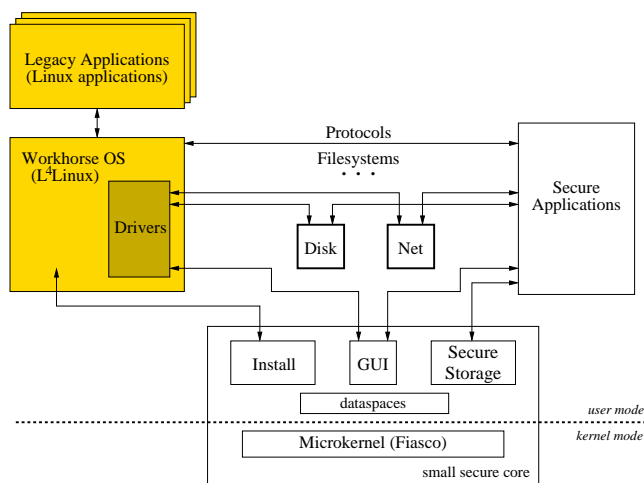 Legacy Applications
(Linux applications)
Protocols
Filesystems
. . .
Workhorse OS
(L4Linux)
Drivers
Disk
Net
Secure
Applications
Install
GUI
Secure
Storage
dataspaces
user mode
kernel mode
Microkernel (Fiasco)
small secure core